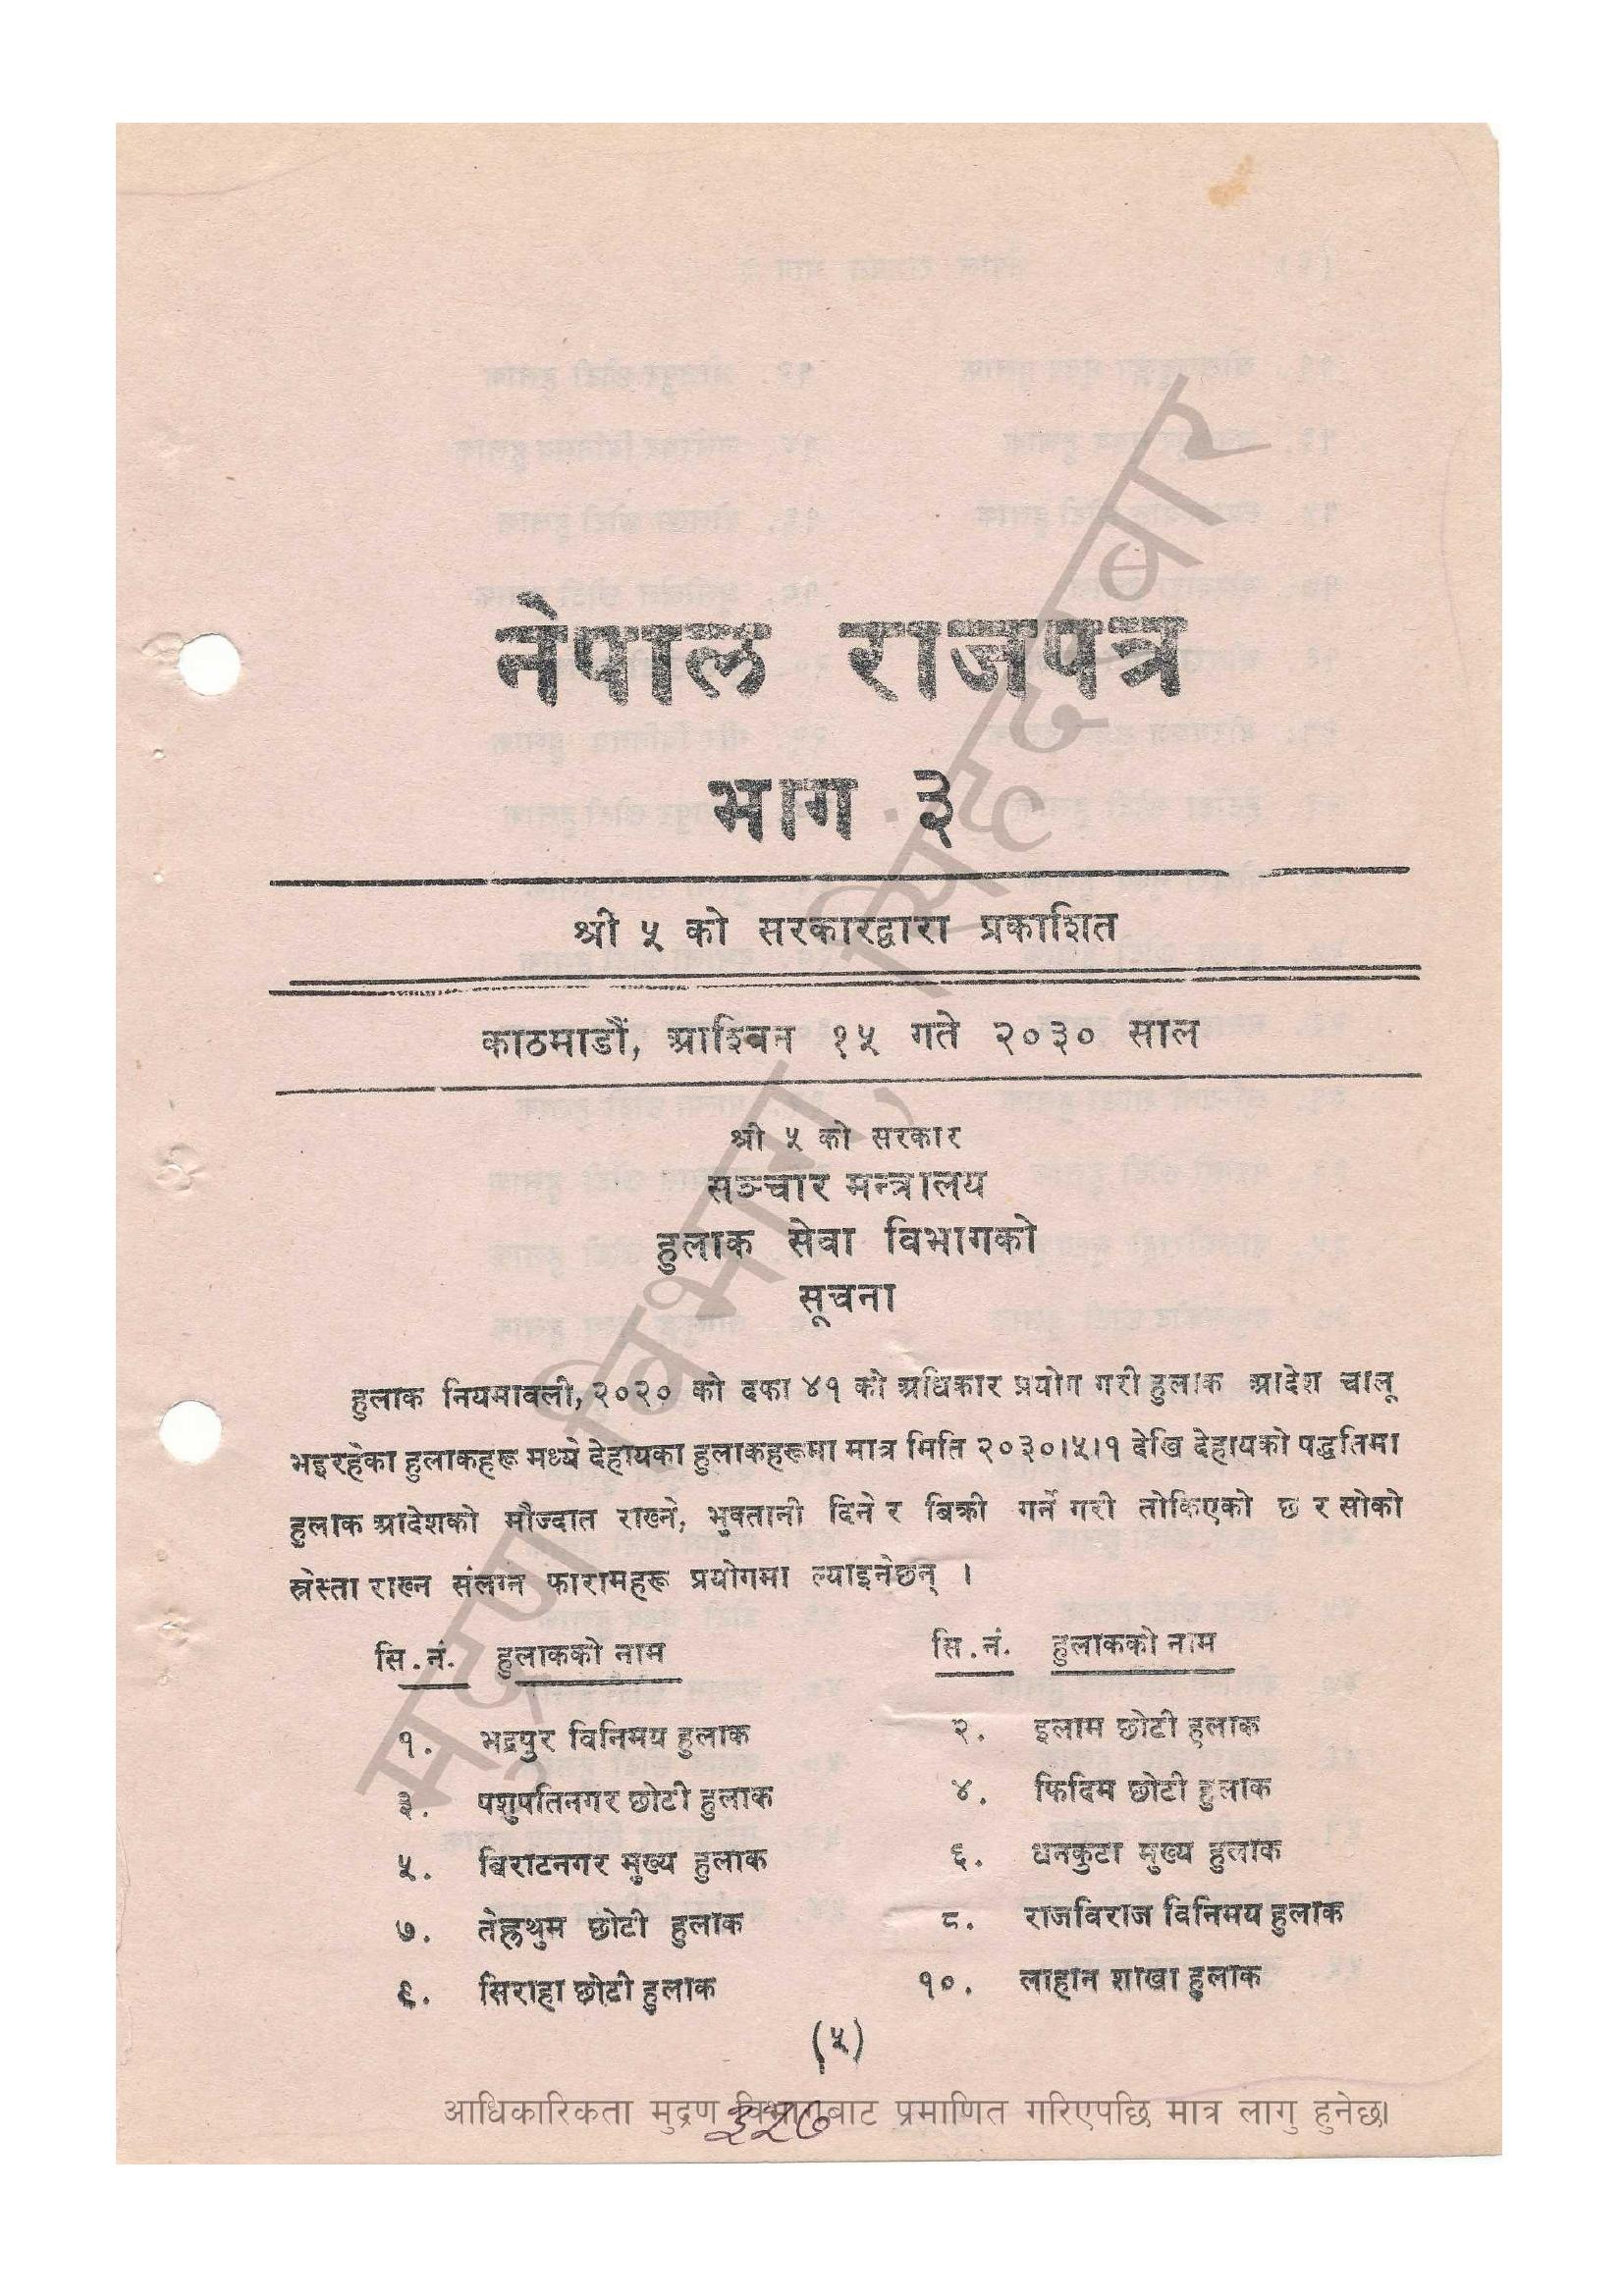 नेपाल राजपत्र
भाग ३
श्री ५ को सरकारद्वारा प्रकाशित
काठमाडौं, आश्विन १५ गते २०३० साल
श्री ५ को सरकार
सञ्चार मन्त्रालय
हुलाक सेवा विभागको
सूचना
हुलाक नियमावली, २०२० को दफा ४१ को अधिकार प्रयोग गरी हुलाक आदेश चालू
भइरहेका हुलाकहरू मध्ये देहायका हुलाकहरूमा मात्र मिति २०३०।५।१ देखि देहायको पद्धतिमा
हुलाक आदेशको मौज्दात राख्ने, भुक्तानी दिने र बिक्री गर्ने गरी तोकिएको छ र सोको
स्रेस्ता राख्न संलग्न फारामहरू प्रयोगमा ल्याइनेछन् ।
सि.नं. हुलाकको नाम सि.नं. हुलाकको नाम
१. भद्रपुर विनिमय हुलाक २. इलाम छोटी हुलाक
३. पशुपतिनगर छोटी हुलाक ४. फिदिम छोटी हुलाक
५. बिराटनगर मुख्य हुलाक ६. धनकुटा मुख्य हुलाक
७. तेह्रथुम छोटी हुलाक ८. राजविराज विनिमय हुलाक
९. सिराहा छोटी हुलाक १०. लाहान शाखा हुलाक
(५)
आधिकारिकता मुद्रण विभागबाट प्रमाणित गरिएपछि मात्र लागु हुनेछ।
मुद्रण विभाग, सिंहदरबार